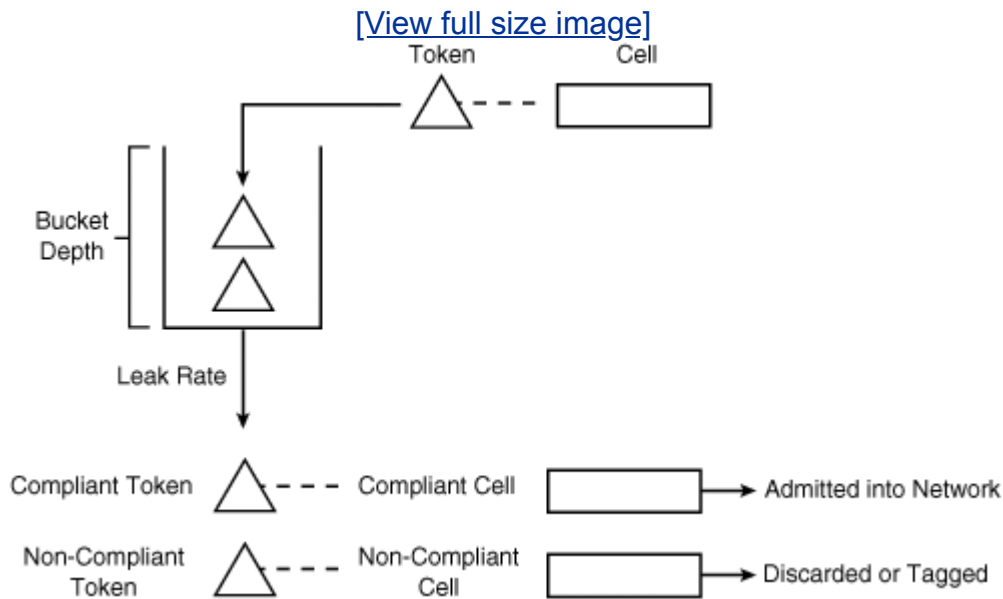 [View full size image]
Token Cell
Bucket
Depth
Leak Rate
Compliant Token Compliant Cell Admitted into Network
Non-Compliant
Token
Non-Compliant
Cell
Discarded or Tagged